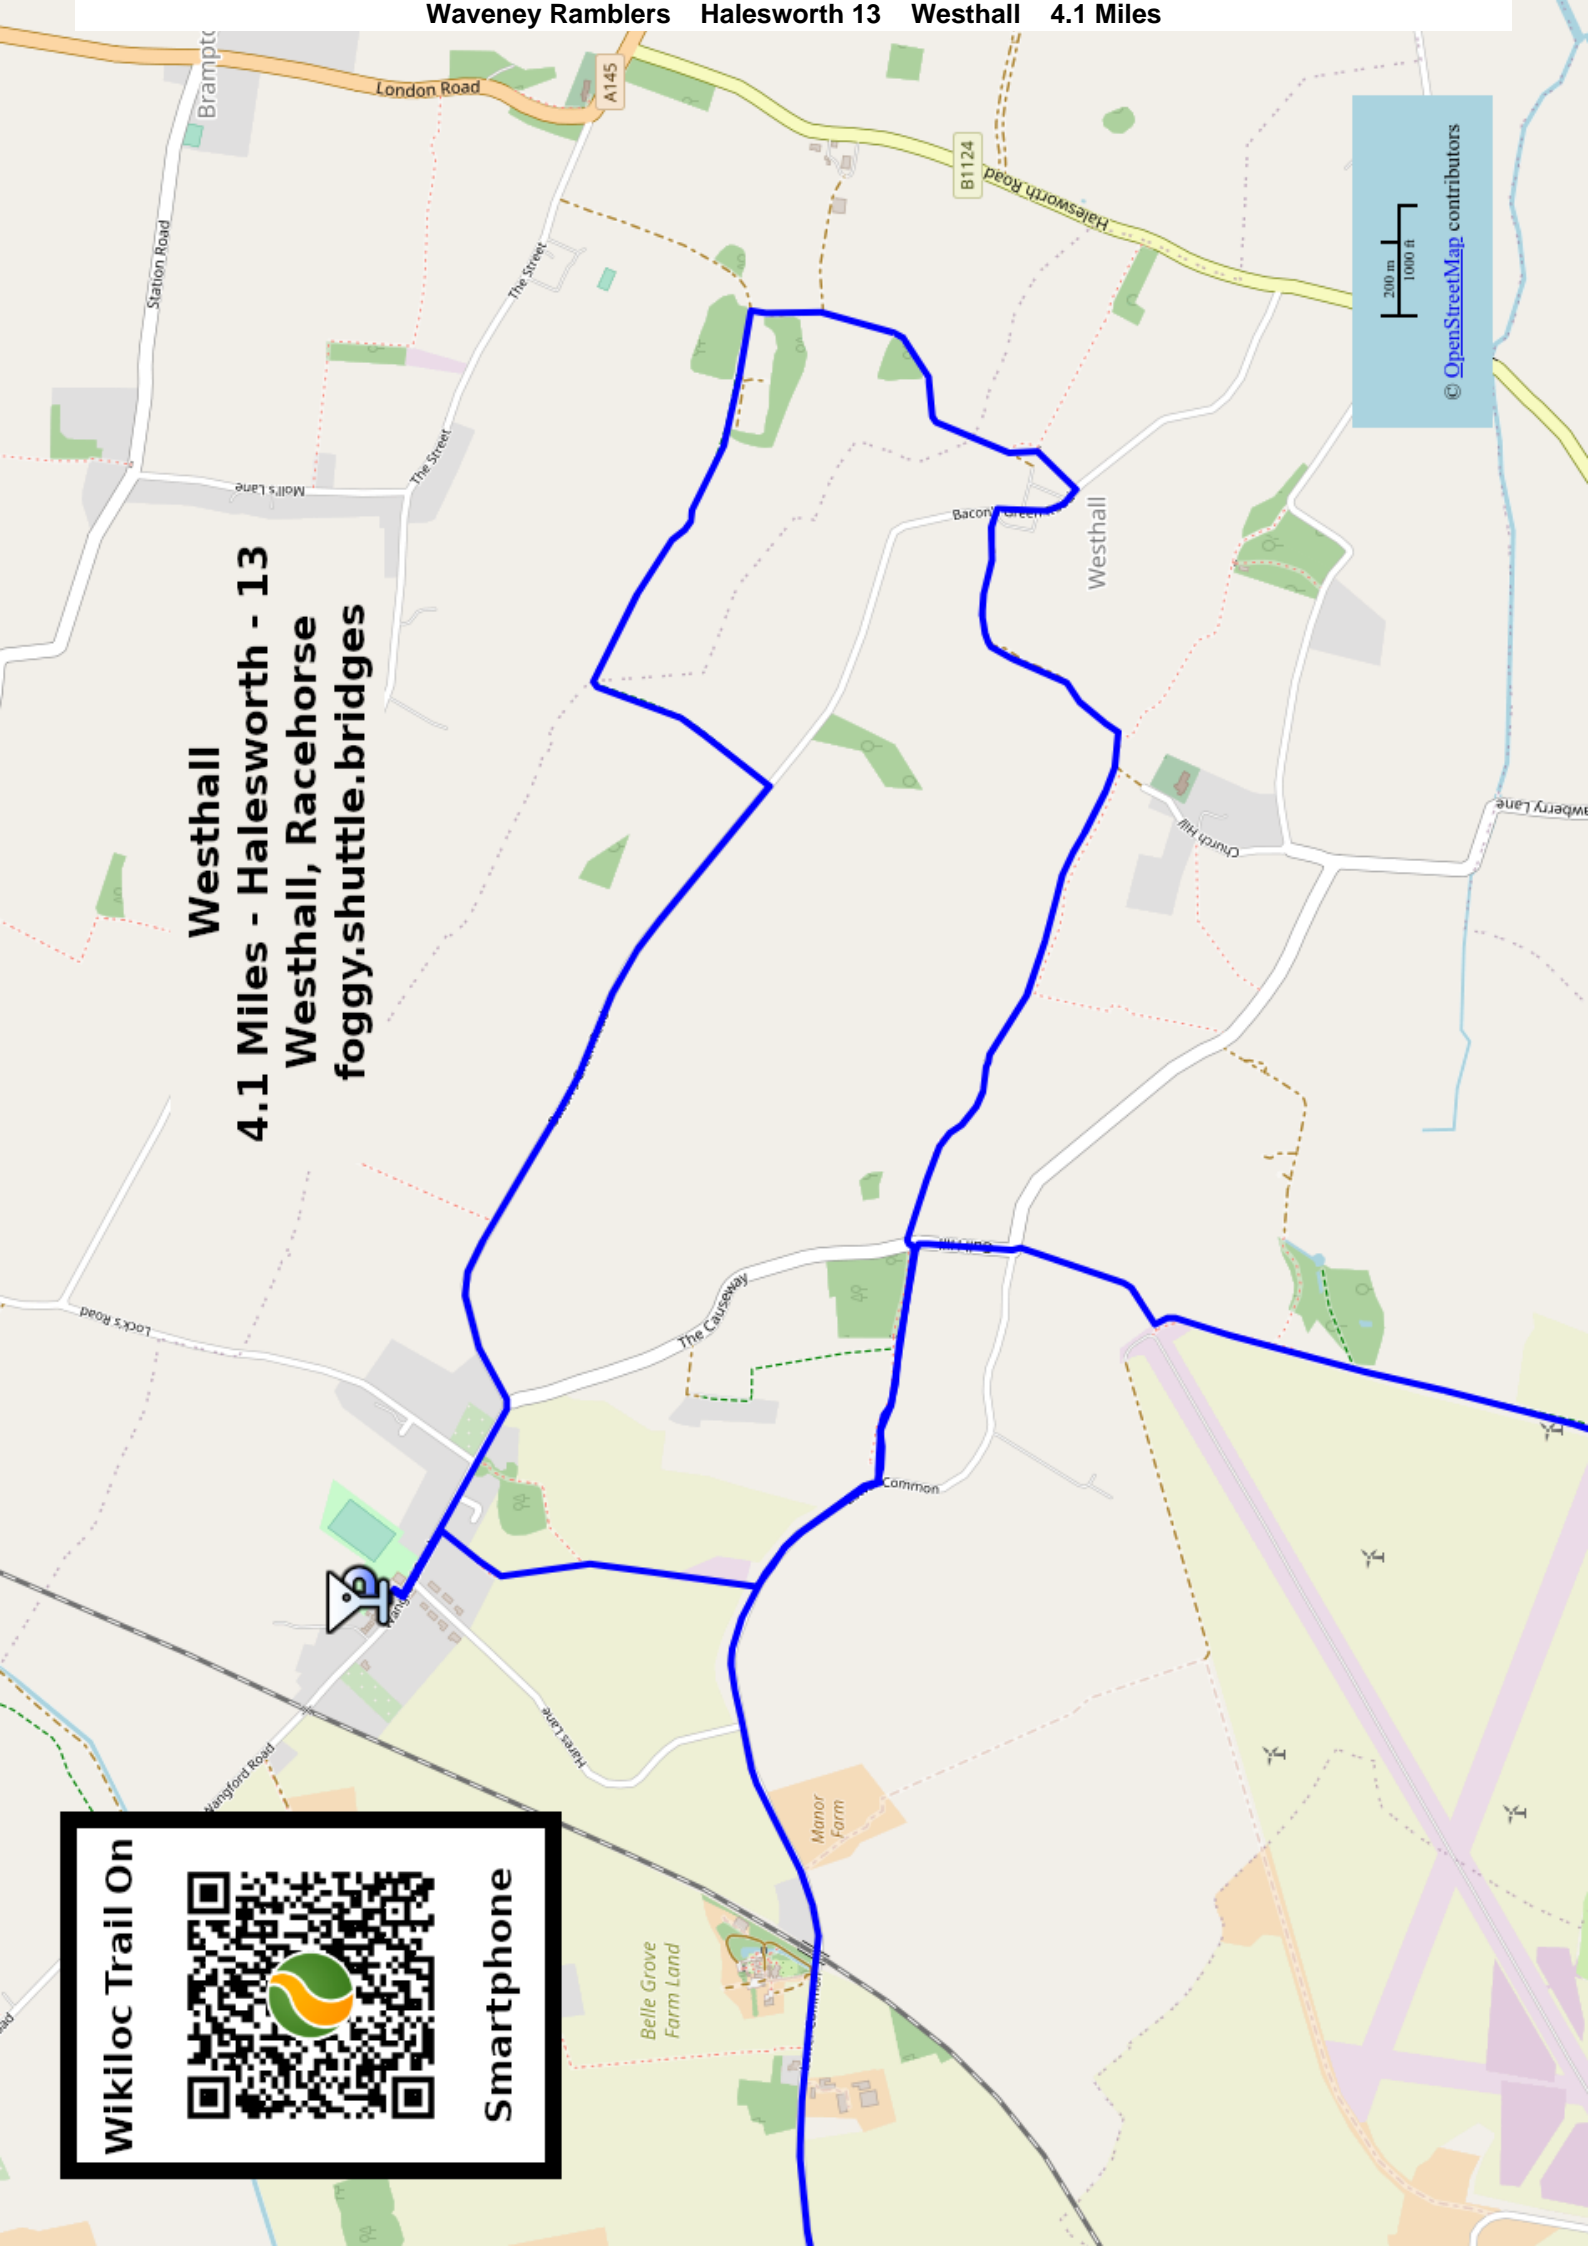 Waveney Ramblers Halesworth 13 Westhall 4.1 Miles
Westhall
4.1 Miles - Halesworth - 13
Westhall, Racehorse
foggy.shuttle.bridges
London Road
A145
B1124
Halesworth Road
Station Road
The Street
The Street
Moll's Lane
Westhall
Church Hill
200 m
1000 ft
© OpenStreetMap contributors
Lock's Road
The Causeway
Common
Hares Lane
Wangford Road
Manor
Farm
Belle Grove
Farm Land
Wikiloc Trail On
Smartphone